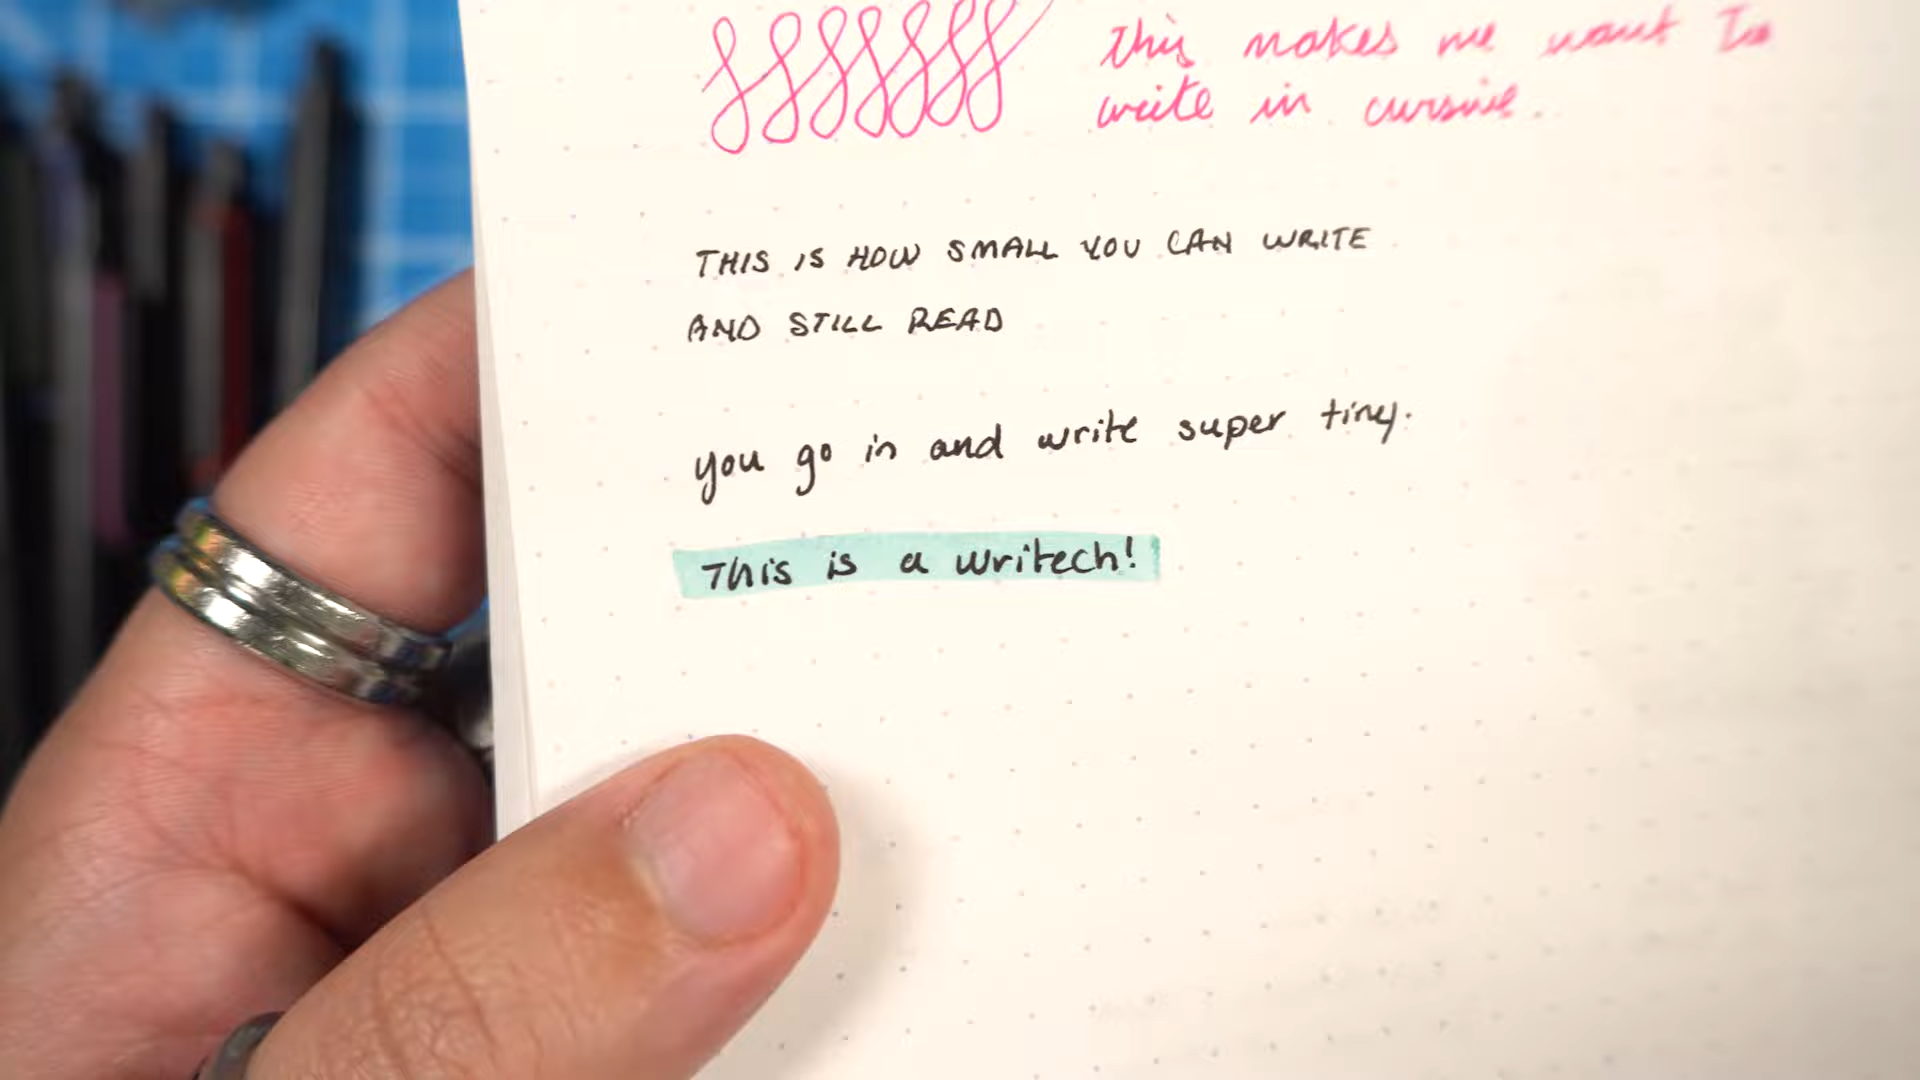 this makes me want to
write in cursive.
THIS IS HOW SMALL YOU CAN WRITE
AND STILL READ
you go in and write super tiny.
This is a writech!